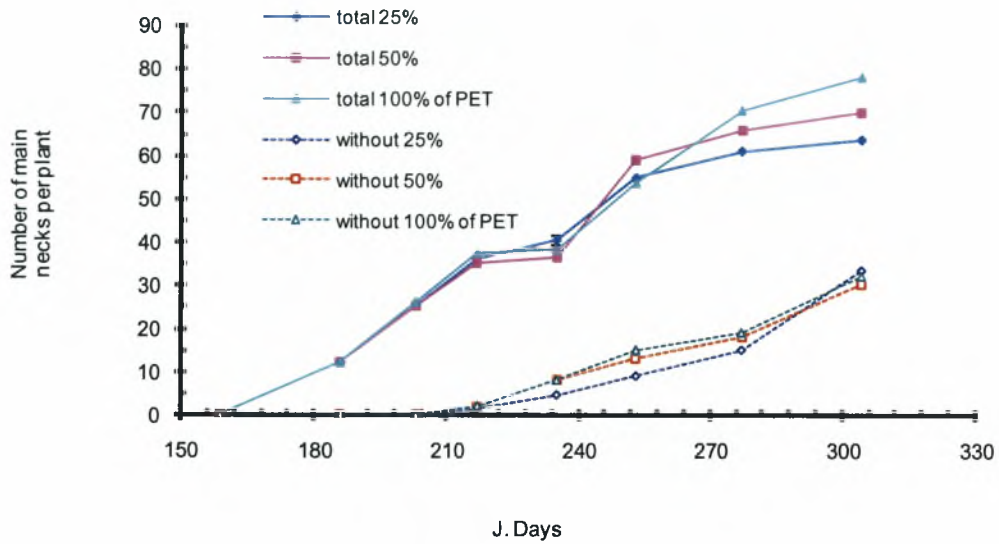 total 25%
total 50%
total 100% of PET
without 25%
without 50%
without 100% of PET
Number of main
necks per plant
90
80
70
60
50
40
30
20
10
0
150 180 210 240 270 300 330
J. Days